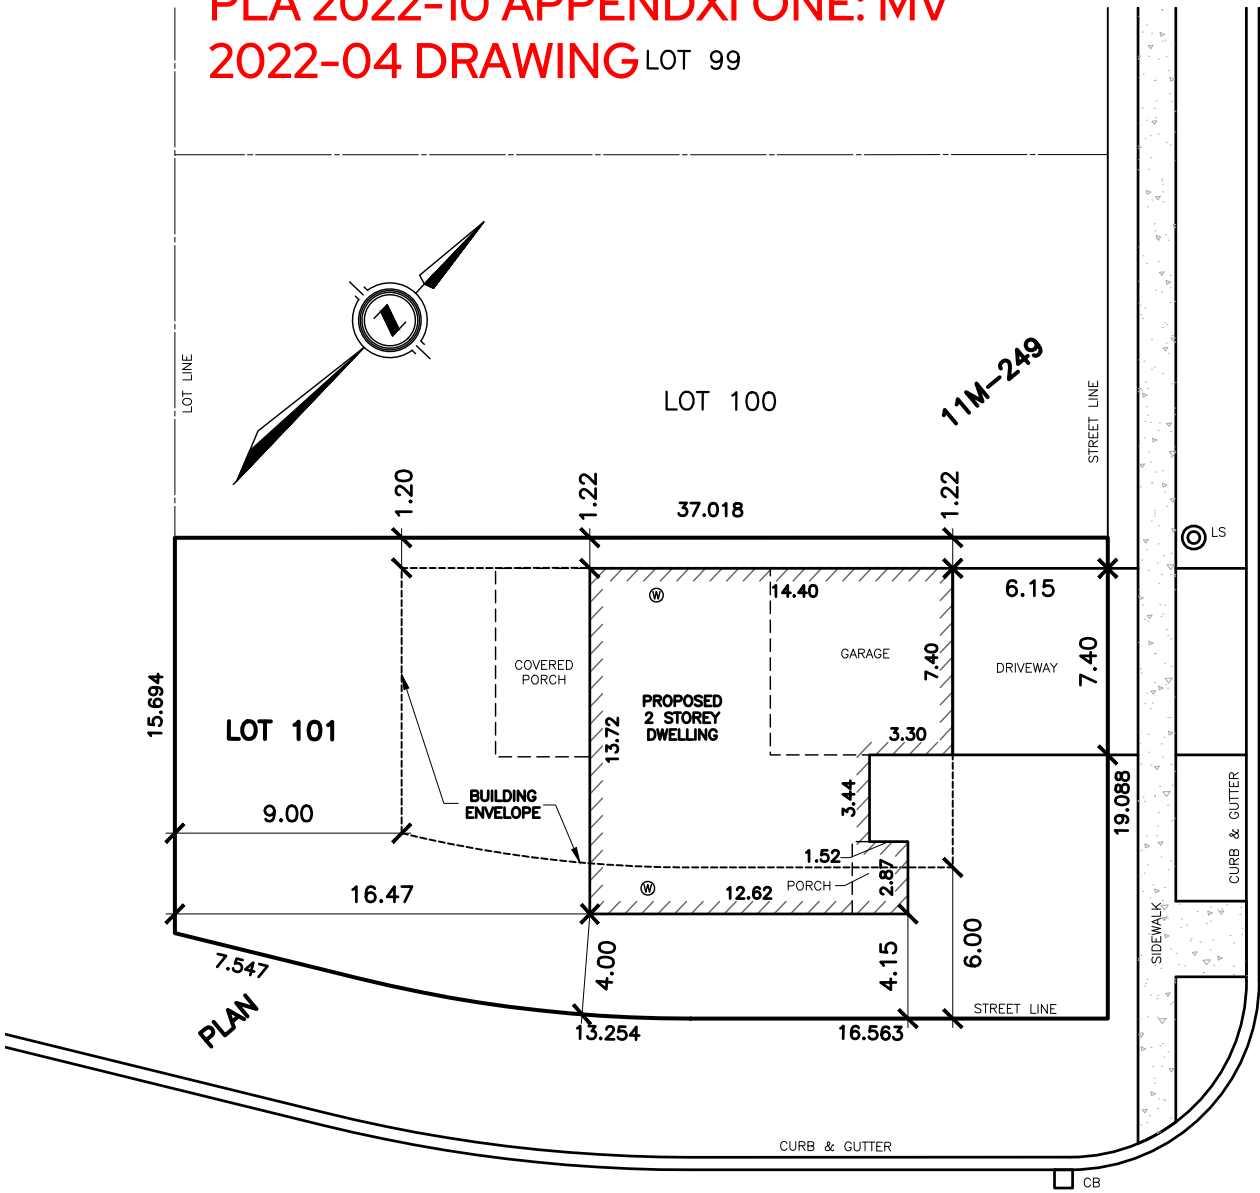 PLA 2022-10 APPENDXI ONE: MV
2022-04 DRAWING
LOT 99
LOT LINE
LOT 100
11M-249
STREET LINE
1.20
1.22
37.018
1.22
LS
W
14.40
6.15
COVERED
PORCH
GARAGE
7.40
DRIVEWAY
7.40
15.694
LOT 101
PROPOSED
2 STOREY
DWELLING
13.72
3.30
BUILDING
ENVELOPE
3.44
19.088
CURB & GUTTER
9.00
1.52
16.47
W
12.62
PORCH
2.87
7.547
4.00
4.15
6.00
SIDEWALK
PLAN
STREET LINE
13.254
16.563
CURB & GUTTER
CB